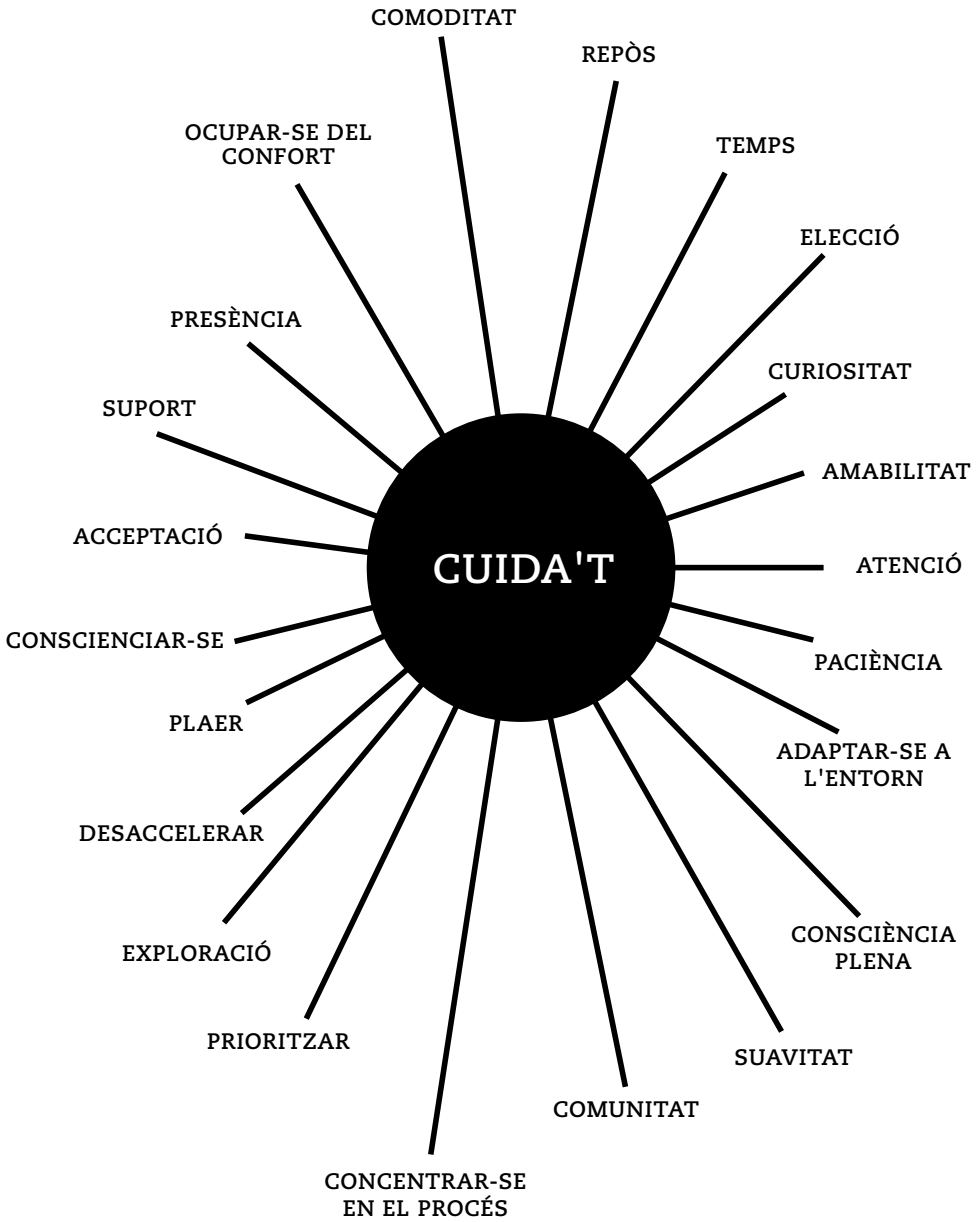 COMODITAT
REPÒS
OCUPAR-SE DEL
CONFORT
TEMPS
ELECCIÓ
PRESÈNCIA
CURIOSITAT
SUPORT
AMABILITAT
ACCEPTACIÓ
CUIDA'T
ATENCIÓ
CONSCIENCIAR-SE
PACIÈNCIA
PLAER
ADAPTAR-SE A
L'ENTORN
DESACCELERAR
CONSCIÈNCIA
PLENA
EXPLORACIÓ
PRIORITZAR
SUAVITAT
COMUNITAT
CONCENTRAR-SE
EN EL PROCÉS